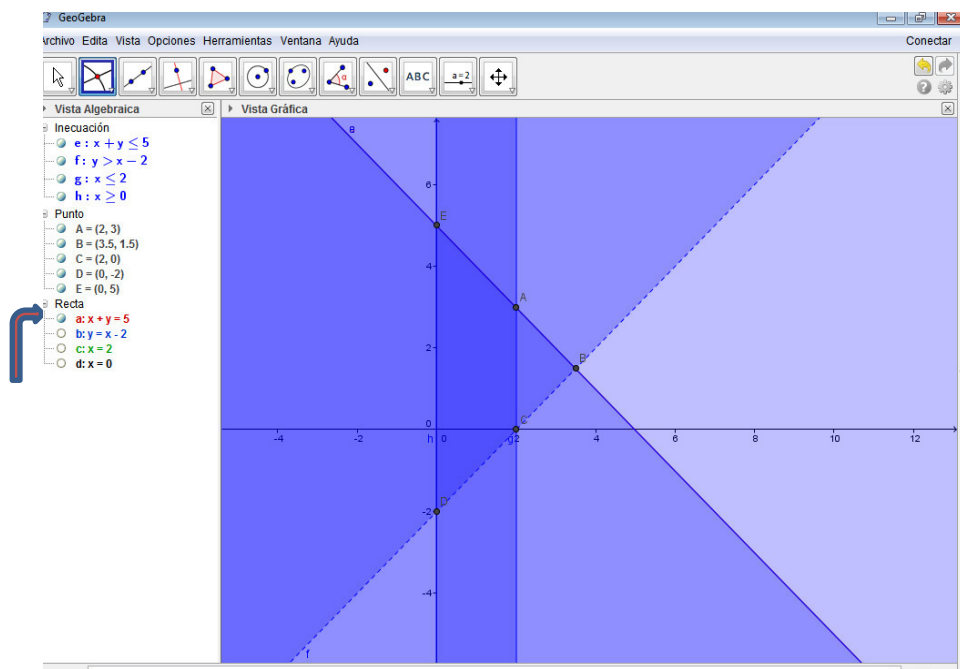 GeoGebra
Archivo Edita Vista Opciones Herramientas Ventana Ayuda
Conectar
ABC
a=2
α
Vista Algebraica
Vista Gráfica
Inecuación
e : x + y ≤ 5
f : y > x − 2
g : x ≤ 2
h : x ≥ 0
Punto
A = (2, 3)
B = (3.5, 1.5)
C = (2, 0)
D = (0, -2)
E = (0, 5)
Recta
a: x + y = 5
b: y = x - 2
c: x = 2
d: x = 0
6
E
4
A
2
B
0
C
-4 -2 h 0 g 2 4 6 8 10 12
D
-2
-4
f